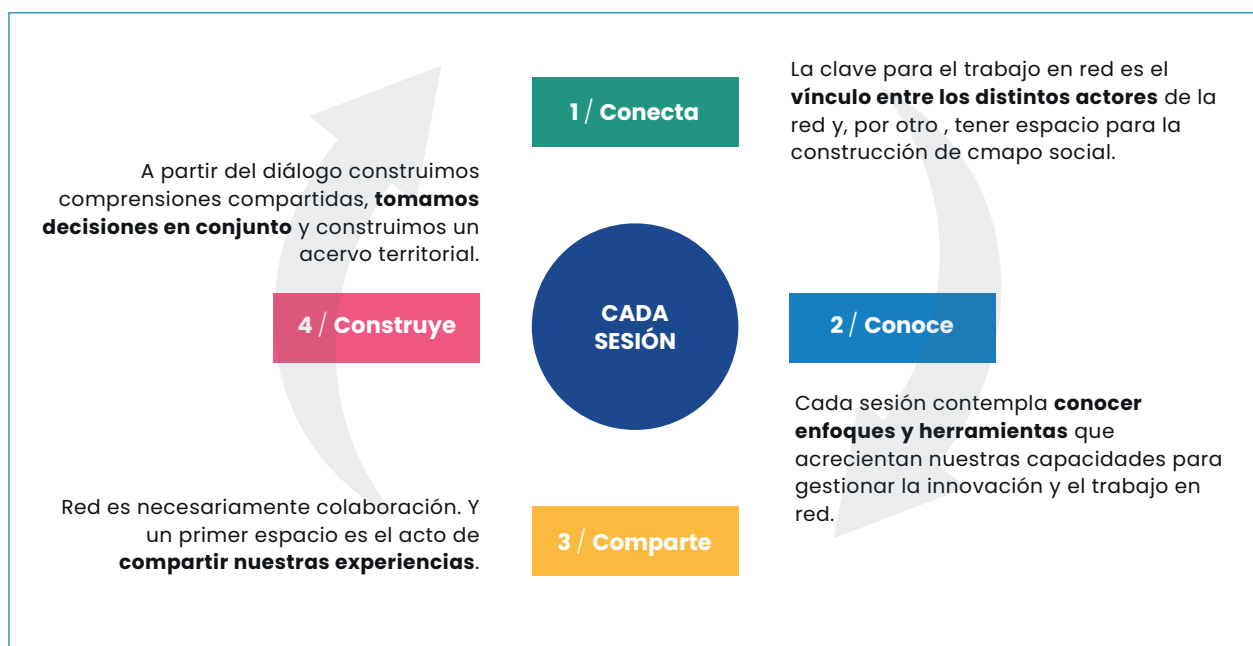 1 / Conecta
La clave para el trabajo en red es el
vínculo entre los distintos actores de la
red y, por otro , tener espacio para la
construcción de cmapo social.
CADA
SESIÓN
2 / Conoce
Cada sesión contempla conocer
enfoques y herramientas que
acrecientan nuestras capacidades para
gestionar la innovación y el trabajo en
red.
3 / Comparte
Red es necesariamente colaboración. Y
un primer espacio es el acto de
compartir nuestras experiencias.
4 / Construye
A partir del diálogo construimos
comprensiones compartidas, tomamos
decisiones en conjunto y construimos un
acervo territorial.